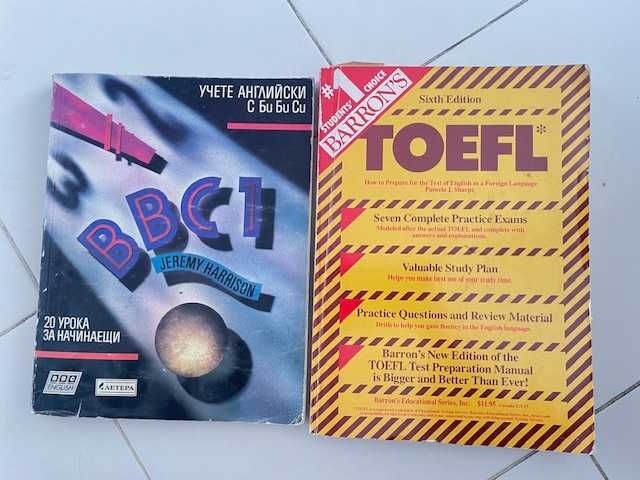 УЧЕТЕ АНГЛИЙСКИ
С Би Би Си
BBC1
JEREMY HARRISON
20 УРОКА
ЗА НАЧИНАЕЩИ
BBC
ENGLISH
ЛЕТЕРА
#1
STUDENTS' CHOICE
BARRON'S
Sixth Edition
TOEFL*
How to Prepare for the Test of English as a Foreign Language
Pamela J. Sharpe
Seven Complete Practice Exams
Modeled after the actual TOEFL and complete with
answers and explanations.
Valuable Study Plan
Helps you make best use of your study time.
Practice Questions and Review Material
Drills to help you gain fluency in the English language.
Barron's New Edition of the
TOEFL Test Preparation Manual
is Bigger and Better Than Ever!
Barron's Educational Series, Inc. $11.95